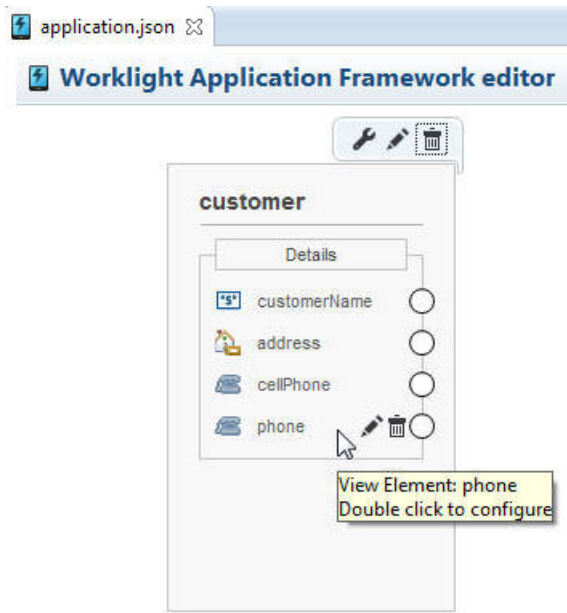 application.json
Worklight Application Framework editor
customer
Details
"S" customerName
address
cellPhone
phone
View Element: phone
Double click to configure